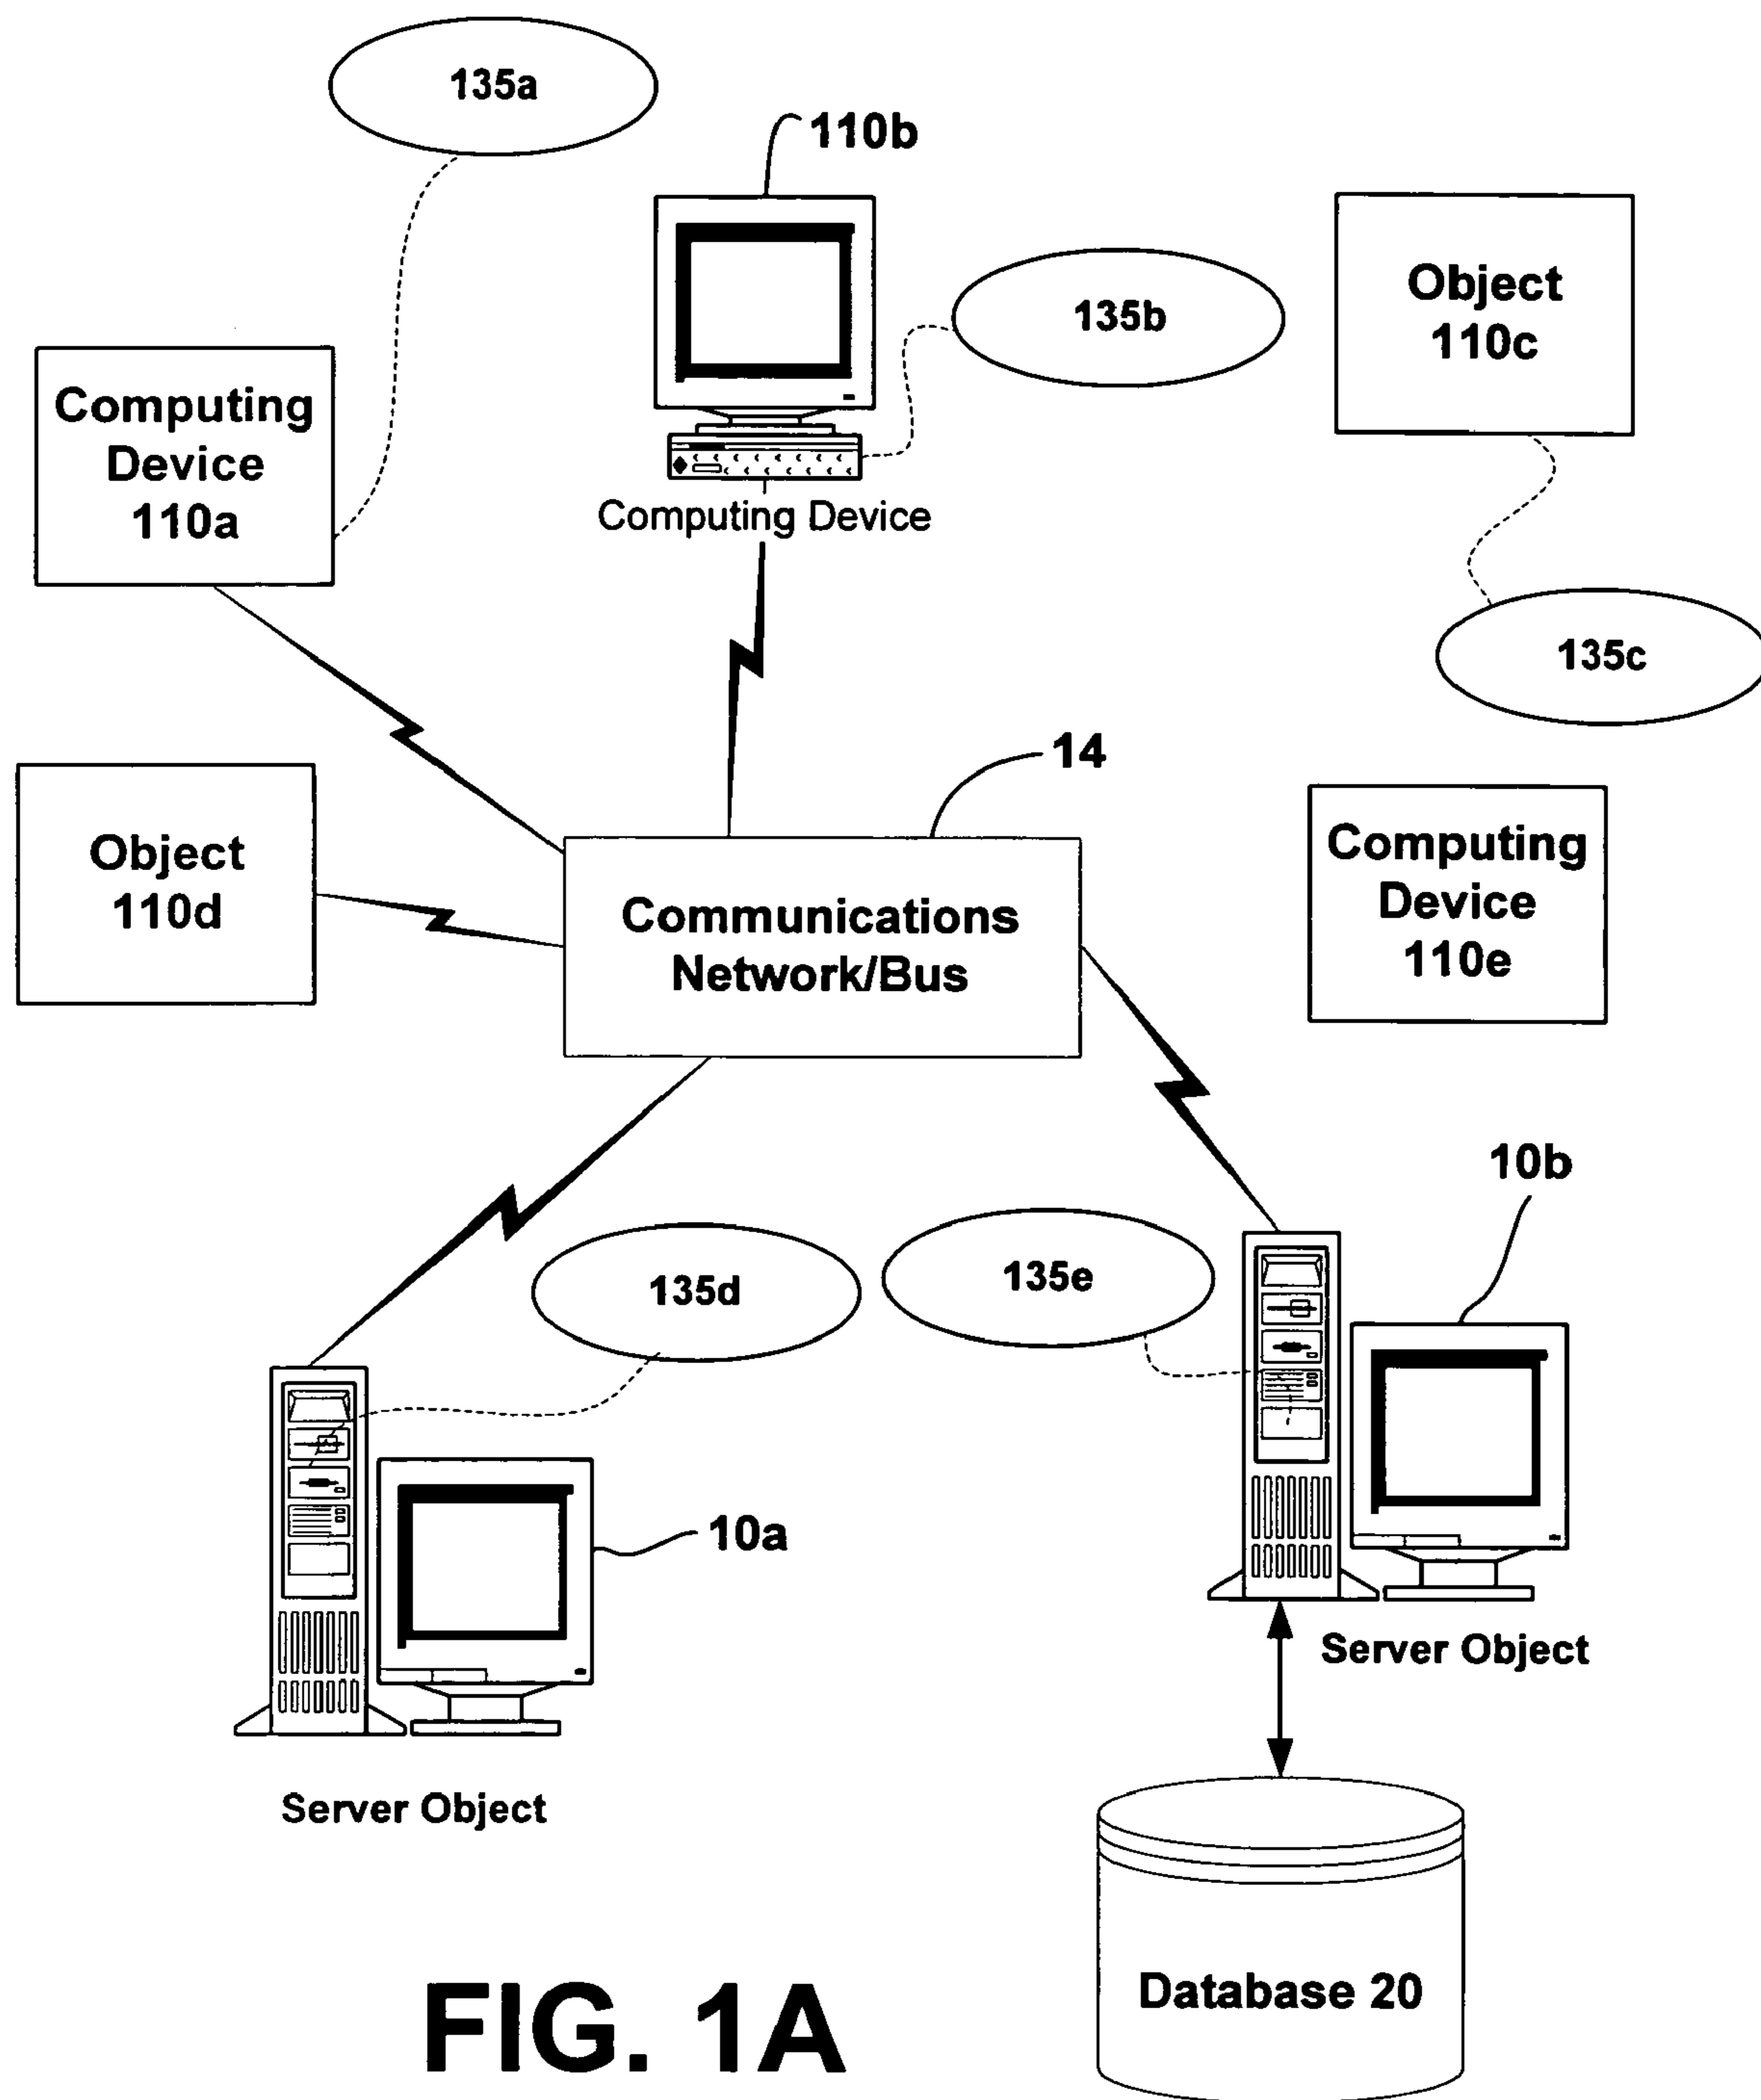 135a
110b
135b
Object
110c
Computing
Device
110a
Computing Device
135c
14
Object
110d
Communications
Network/Bus
Computing
Device
110e
10b
135d
135e
10a
Server Object
Server Object
Database 20
FIG. 1A